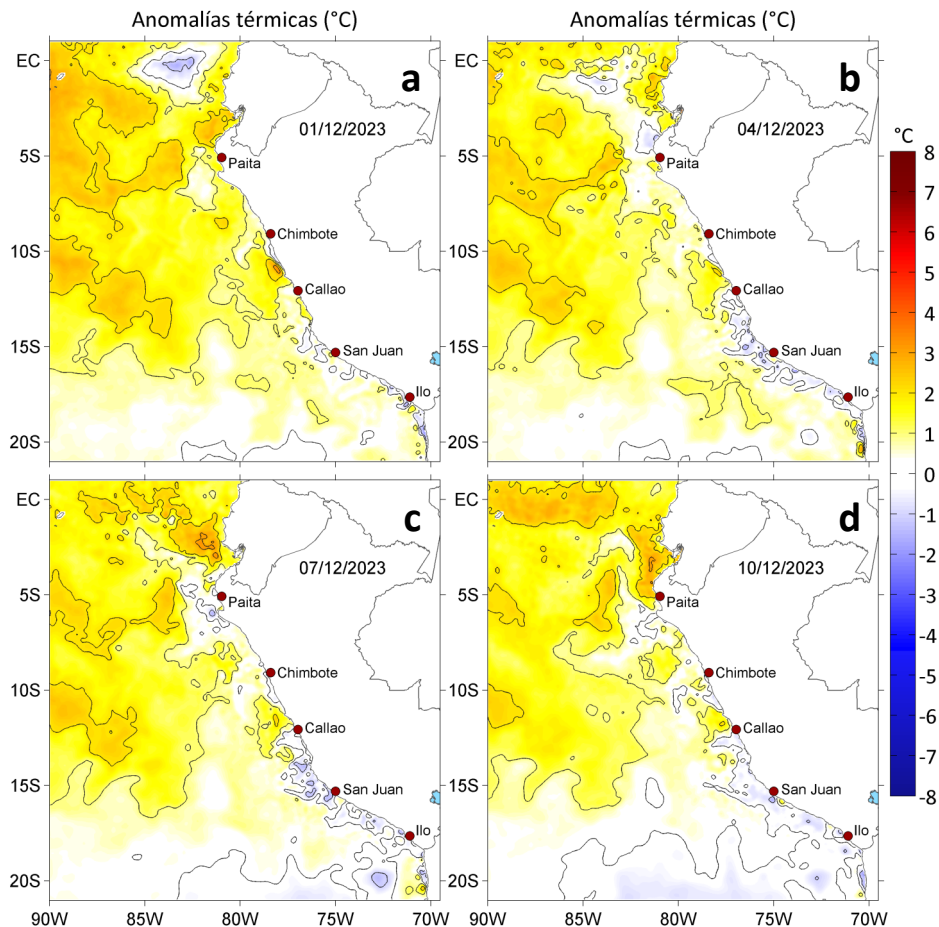 Anomalías térmicas (°C)
Anomalías térmicas (°C)
EC
5S
10S
15S
20S
a
01/12/2023
Paita
Chimbote
Callao
San Juan
Ilo
EC
5S
10S
15S
20S
b
04/12/2023
Paita
Chimbote
Callao
San Juan
Ilo
°C
8
7
6
5
4
3
2
1
0
-1
-2
-3
-4
-5
-6
-7
-8
EC
5S
10S
15S
20S
c
07/12/2023
Paita
Chimbote
Callao
San Juan
Ilo
90W
85W
80W
75W
70W
EC
5S
10S
15S
20S
d
10/12/2023
Paita
Chimbote
Callao
San Juan
Ilo
90W
85W
80W
75W
70W